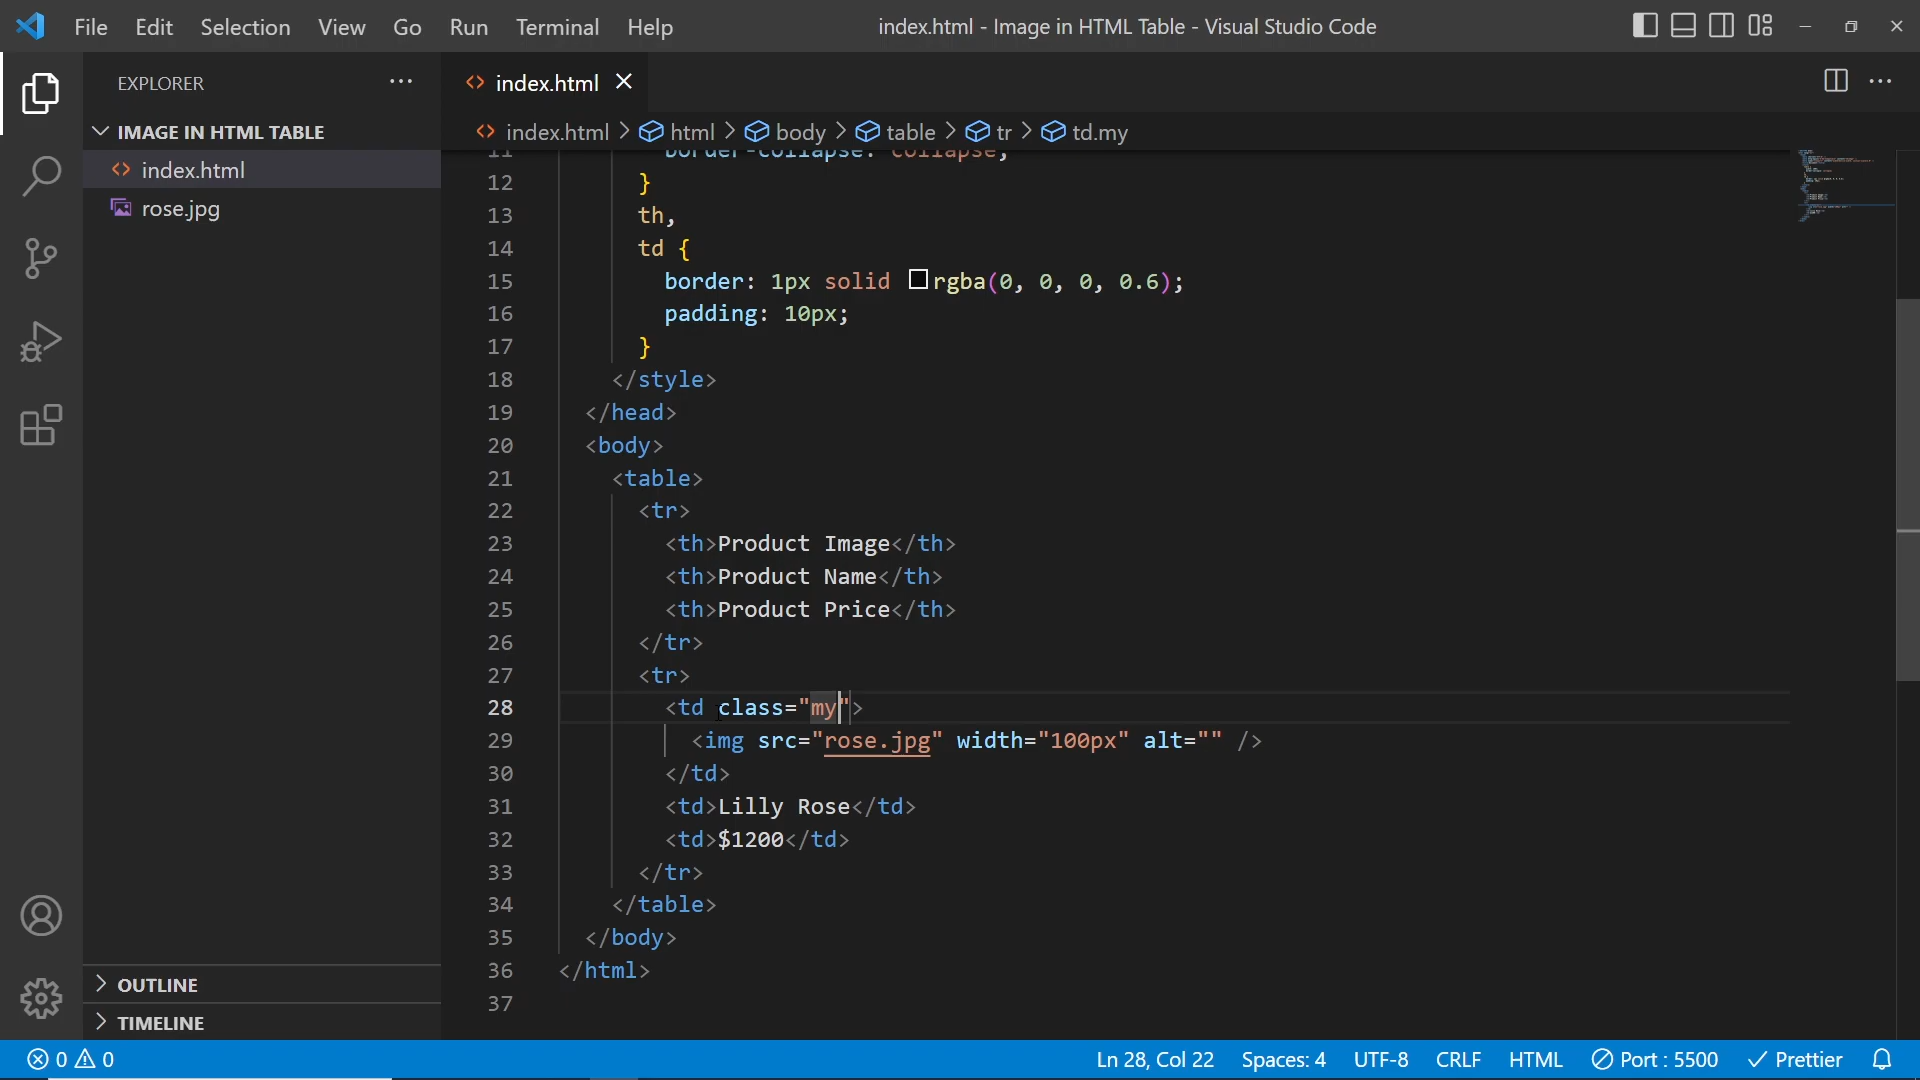 File Edit Selection View Go Run Terminal Help
index.html - Image in HTML Table - Visual Studio Code
EXPLORER
IMAGE IN HTML TABLE
index.html
rose.jpg
OUTLINE
TIMELINE
index.html
index.html > html > body > table > tr > td.my
11 border-collapse: collapse;
12 }
13 th,
14 td {
15 border: 1px solid rgba(0, 0, 0, 0.6);
16 padding: 10px;
17 }
18 </style>
19 </head>
20 <body>
21 <table>
22 <tr>
23 <th>Product Image</th>
24 <th>Product Name</th>
25 <th>Product Price</th>
26 </tr>
27 <tr>
28 <td class="my">
29 <img src="rose.jpg" width="100px" alt="" />
30 </td>
31 <td>Lilly Rose</td>
32 <td>$1200</td>
33 </tr>
34 </table>
35 </body>
36 </html>
37
0 0 Ln 28, Col 22 Spaces: 4 UTF-8 CRLF HTML Port : 5500 Prettier